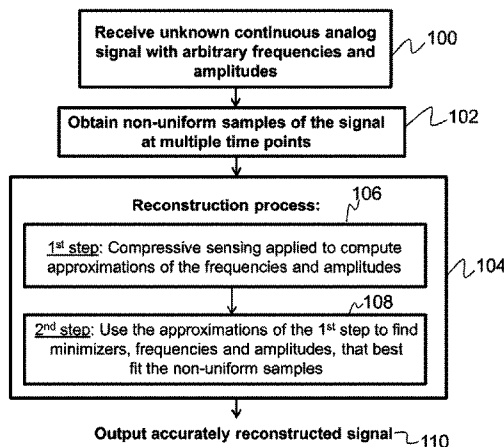 Receive unknown continuous analog
signal with arbitrary frequencies and
amplitudes
100
Obtain non-uniform samples of the signal
at multiple time points
102
Reconstruction process:
106
1st step: Compressive sensing applied to compute
approximations of the frequencies and amplitudes
104
108
2nd step: Use the approximations of the 1st step to find
minimizers, frequencies and amplitudes, that best
fit the non-uniform samples
Output accurately reconstructed signal
110